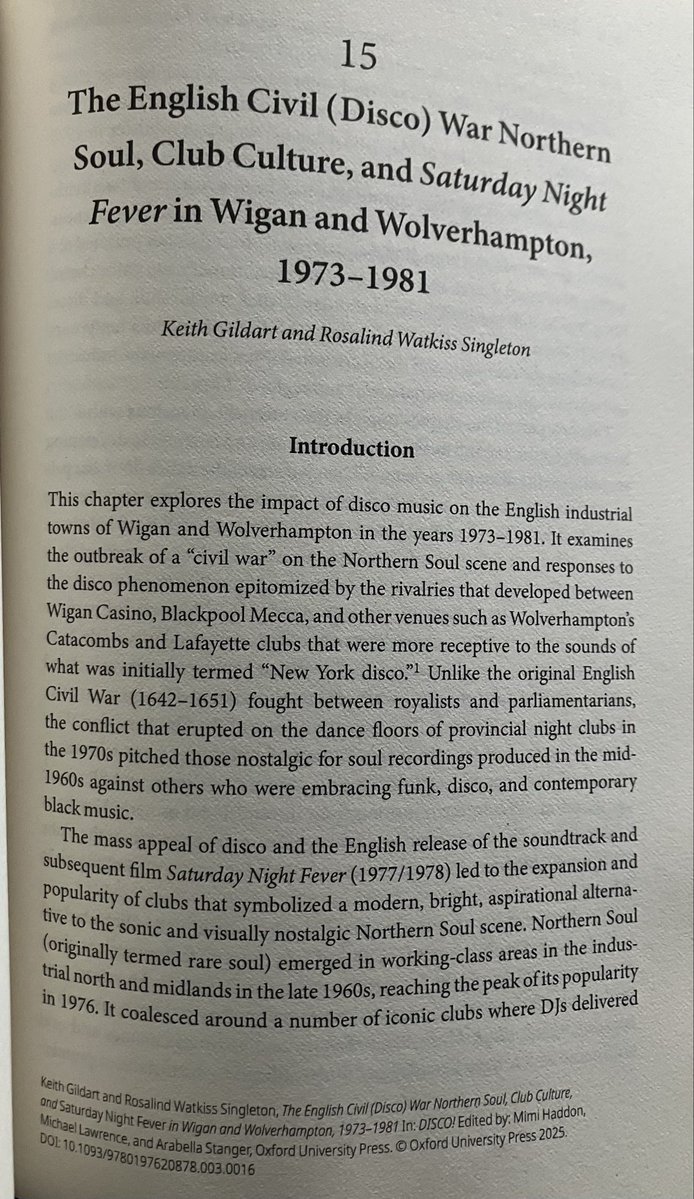 15
The English Civil (Disco) War Northern
Soul, Club Culture, and Saturday Night
Fever in Wigan and Wolverhampton,
1973–1981
Keith Gildart and Rosalind Watkiss Singleton
Introduction
This chapter explores the impact of disco music on the English industrial
towns of Wigan and Wolverhampton in the years 1973–1981. It examines
the outbreak of a “civil war” on the Northern Soul scene and responses to
the disco phenomenon epitomized by the rivalries that developed between
Wigan Casino, Blackpool Mecca, and other venues such as Wolverhampton’s
Catacombs and Lafayette clubs that were more receptive to the sounds of
what was initially termed “New York disco.”1 Unlike the original English
Civil War (1642–1651) fought between royalists and parliamentarians,
the conflict that erupted on the dance floors of provincial night clubs in
the 1970s pitched those nostalgic for soul recordings produced in the mid-
1960s against others who were embracing funk, disco, and contemporary
black music.
The mass appeal of disco and the English release of the soundtrack and
subsequent film Saturday Night Fever (1977/1978) led to the expansion and
popularity of clubs that symbolized a modern, bright, aspirational alterna-
tive to the sonic and visually nostalgic Northern Soul scene. Northern Soul
(originally termed rare soul) emerged in working-class areas in the indus-
trial north and midlands in the late 1960s, reaching the peak of its popularity
in 1976. It coalesced around a number of iconic clubs where DJs delivered
Keith Gildart and Rosalind Watkiss Singleton, The English Civil (Disco) War Northern Soul, Club Culture,
and Saturday Night Fever in Wigan and Wolverhampton, 1973–1981 In: DISCO! Edited by: Mimi Haddon,
Michael Lawrence, and Arabella Stanger, Oxford University Press. © Oxford University Press 2025.
DOI: 10.1093/9780197620878.003.0016